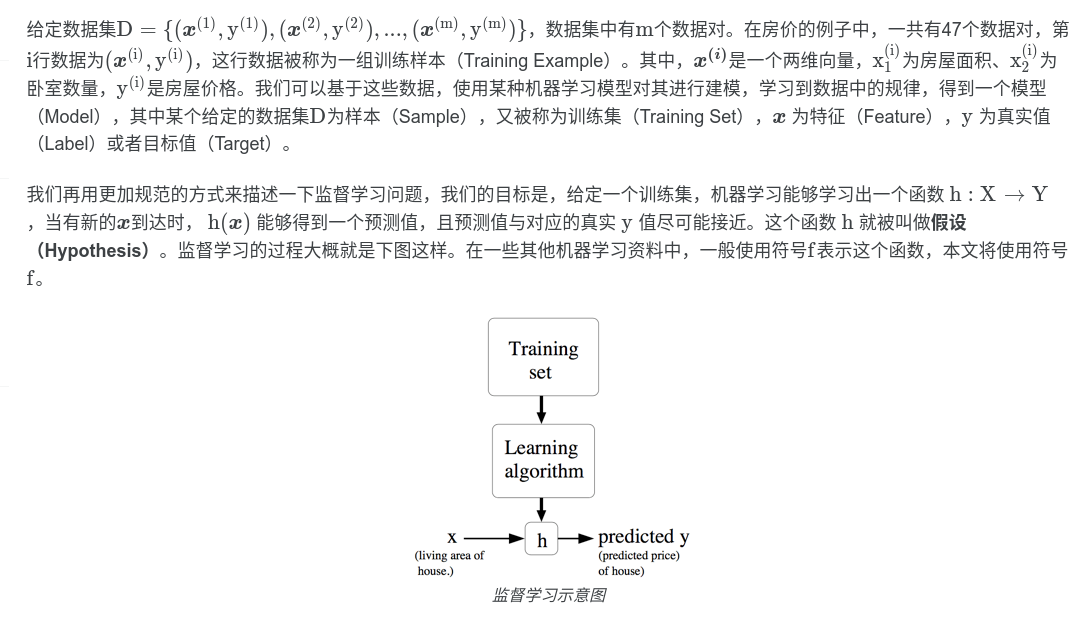 给定数据集D = {(x⁽¹⁾, y⁽¹⁾), (x⁽²⁾, y⁽²⁾), ..., (x⁽ᵐ⁾, y⁽ᵐ⁾)}，数据集中有m个数据对。在房价的例子中，一共有47个数据对，第
i行数据为(x⁽ⁱ⁾, y⁽ⁱ⁾)，这行数据被称为一组训练样本（Training Example）。其中，x⁽ⁱ⁾是一个两维向量，x₁⁽ⁱ⁾为房屋面积、x₂⁽ⁱ⁾为
卧室数量，y⁽ⁱ⁾是房屋价格。我们可以基于这些数据，使用某种机器学习模型对其进行建模，学习到数据中的规律，得到一个模型
（Model），其中某个给定的数据集D为样本（Sample），又被称为训练集（Training Set），x 为特征（Feature），y 为真实值
（Label）或者目标值（Target）。
我们再用更加规范的方式来描述一下监督学习问题，我们的目标是，给定一个训练集，机器学习能够学习出一个函数 h : X → Y
，当有新的x到达时， h(x) 能够得到一个预测值，且预测值与对应的真实 y 值尽可能接近。这个函数 h 就被叫做假设
（Hypothesis）。监督学习的过程大概就是下图这样。在一些其他机器学习资料中，一般使用符号f表示这个函数，本文将使用符号
f。
Training
set
Learning
algorithm
x
(living area of
house.)
h
predicted y
(predicted price)
of house)
监督学习示意图